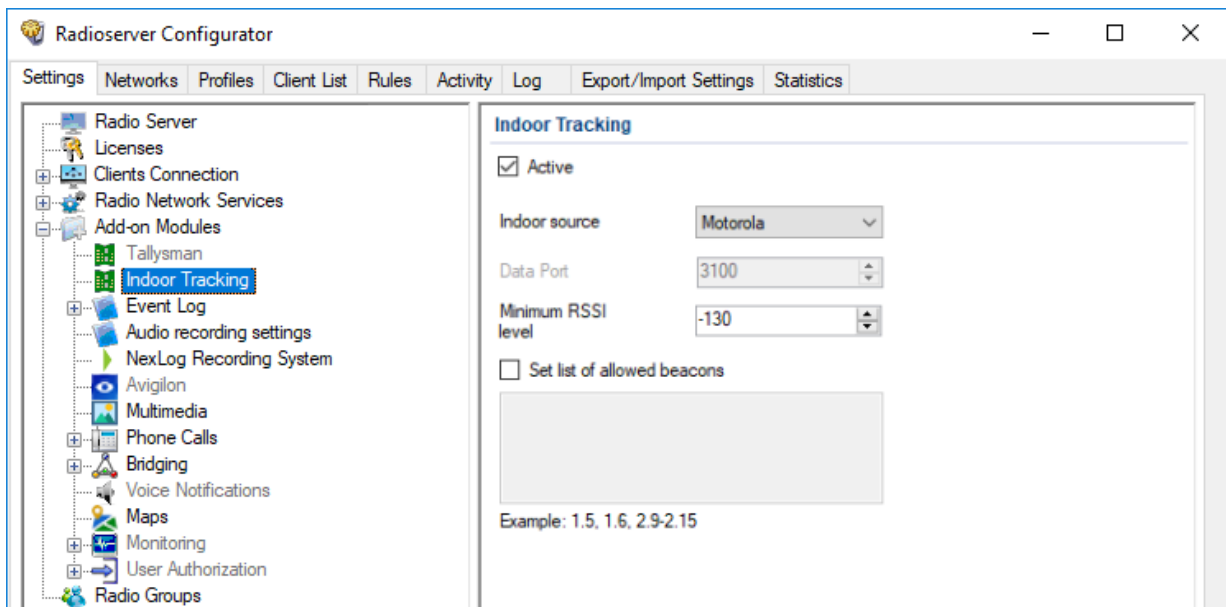 Radioserver Configurator
Settings Networks Profiles Client List Rules Activity Log Export/Import Settings Statistics
Radio Server
Licenses
Clients Connection
Radio Network Services
Add-on Modules
Tallysman
Indoor Tracking
Event Log
Audio recording settings
NexLog Recording System
Avigilon
Multimedia
Phone Calls
Bridging
Voice Notifications
Maps
Monitoring
User Authorization
Radio Groups
Indoor Tracking
Active
Indoor source Motorola
Data Port 3100
Minimum RSSI
level -130
Set list of allowed beacons
Example: 1.5, 1.6, 2.9-2.15